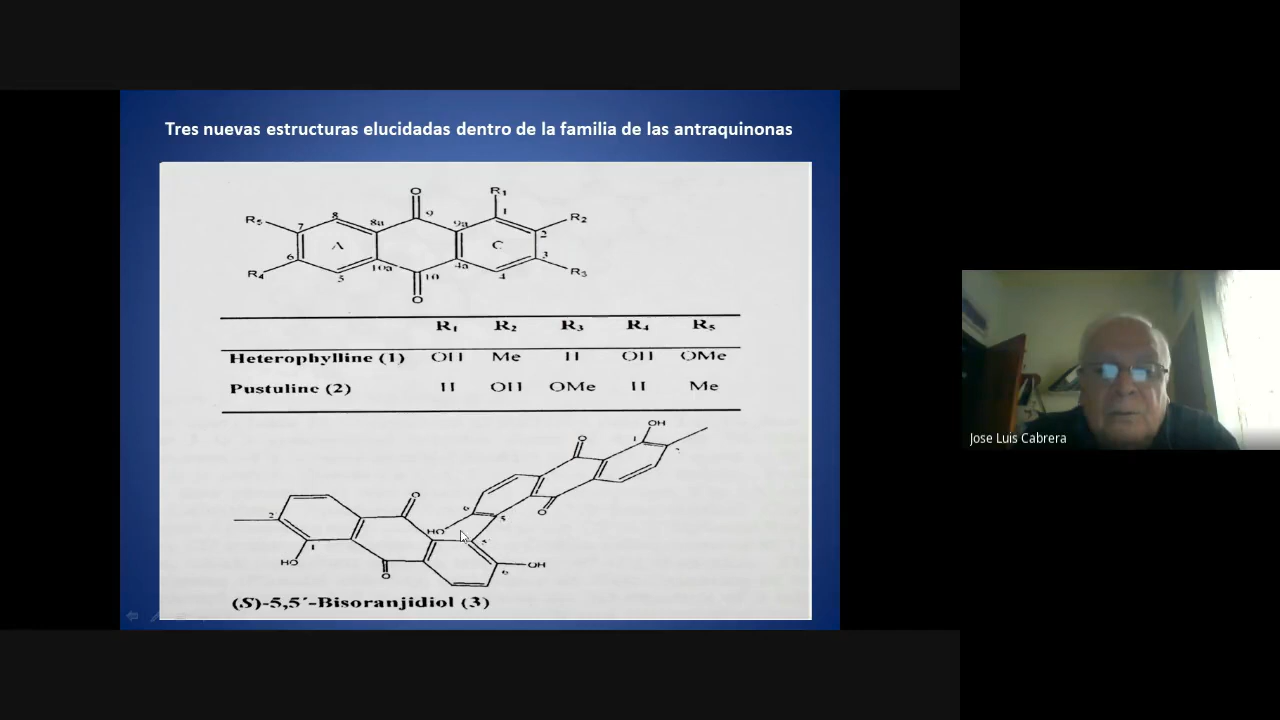 Tres nuevas estructuras elucidadas dentro de la familia de las antraquinonas
O
R₁
R₅ 7 8 8a 9 9a 1 R₂
A C 2
6 3
R₄ 5 10a 10 4a 4 R₃
O
R₁ R₂ R₃ R₄ R₅
Heterophylline (1) OH Me H OH OMe
Pustuline (2) H OH OMe H Me
OH
O 1
2
O
6 5
O HO
2 5´
1
HO O 6 OH
(S)-5,5´-Bisoranjidiol (3)
Jose Luis Cabrera